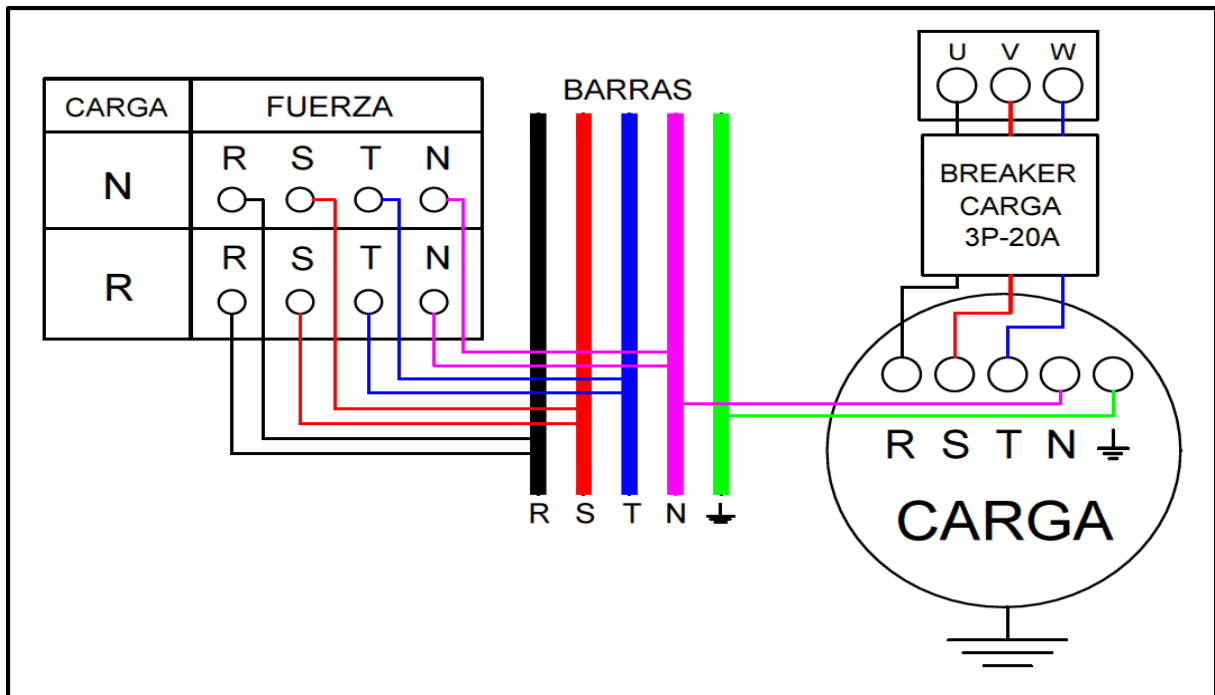 CARGA FUERZA
N R S T N
R R S T N
BARRAS
R S T N
U V W
BREAKER
CARGA
3P-20A
R S T N
CARGA